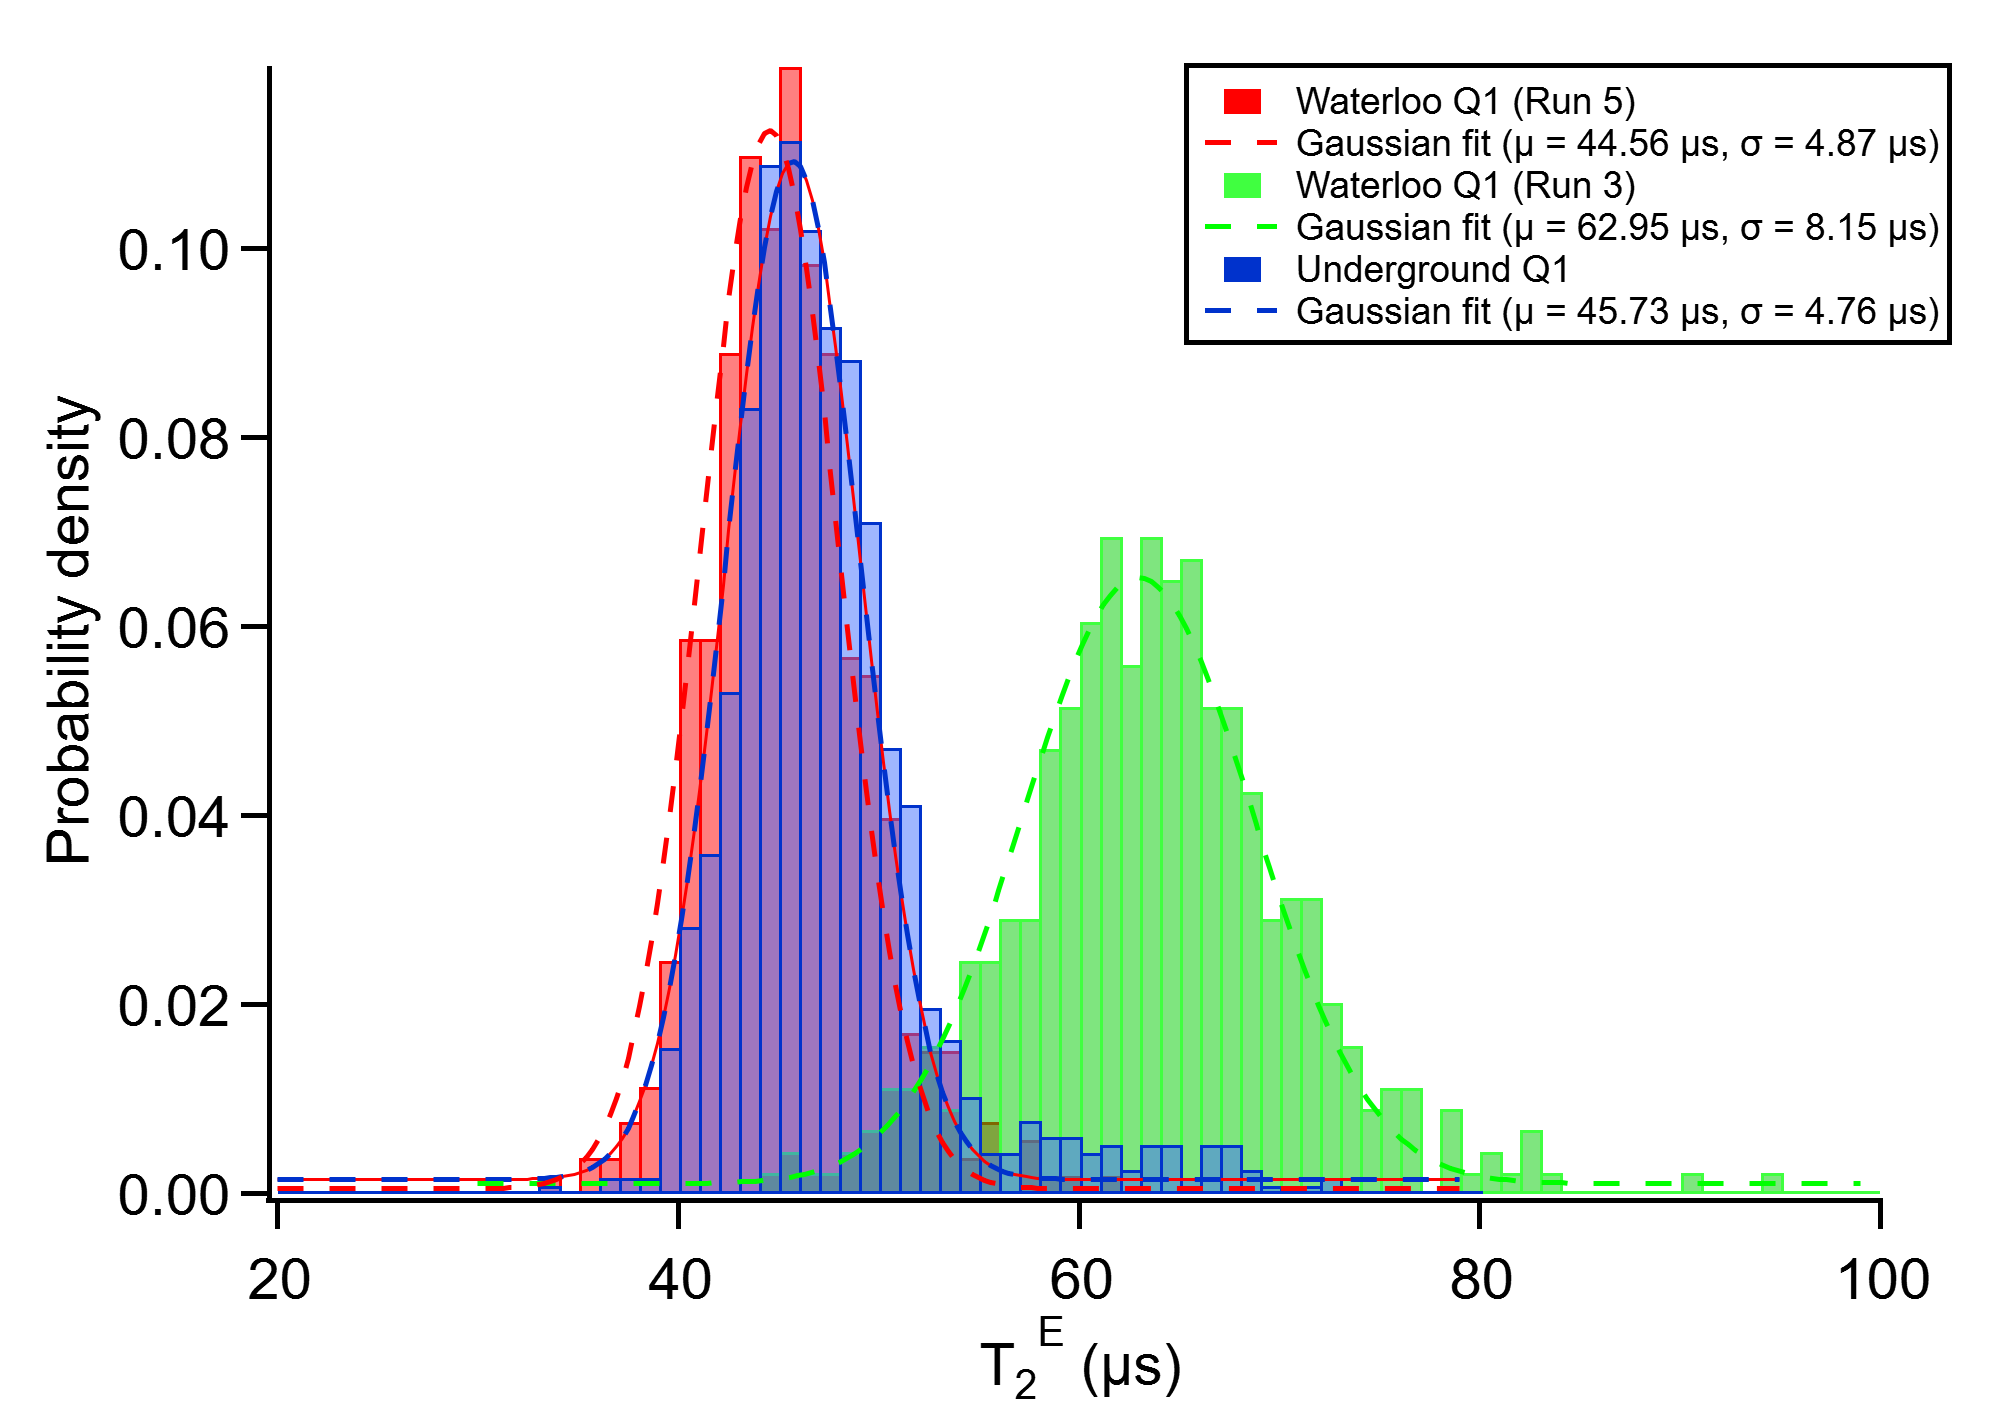 Waterloo Q1 (Run 5)
Gaussian fit (μ = 44.56 μs, σ = 4.87 μs)
Waterloo Q1 (Run 3)
Gaussian fit (μ = 62.95 μs, σ = 8.15 μs)
Underground Q1
Gaussian fit (μ = 45.73 μs, σ = 4.76 μs)
Probability density
0.10
0.08
0.06
0.04
0.02
0.00
20 40 60 80 100
T₂ᴱ (μs)